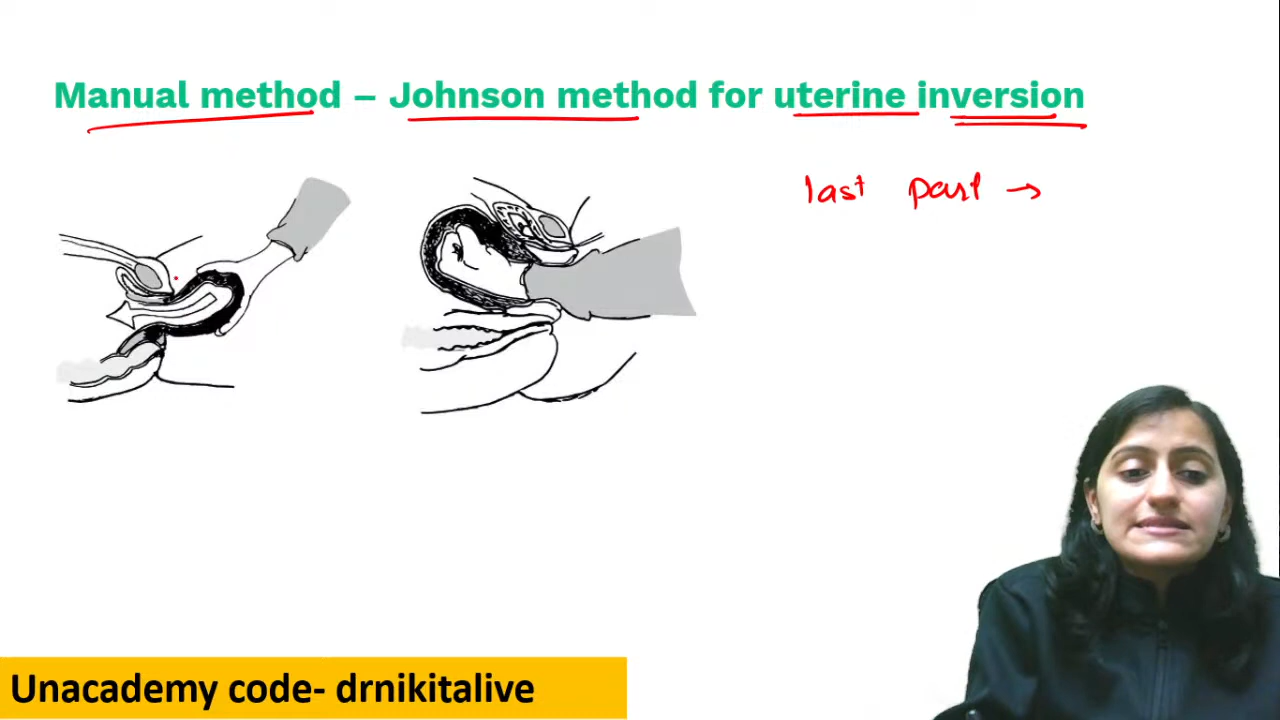 Manual method – Johnson method for uterine inversion
last part →
Unacademy code- drnikitalive